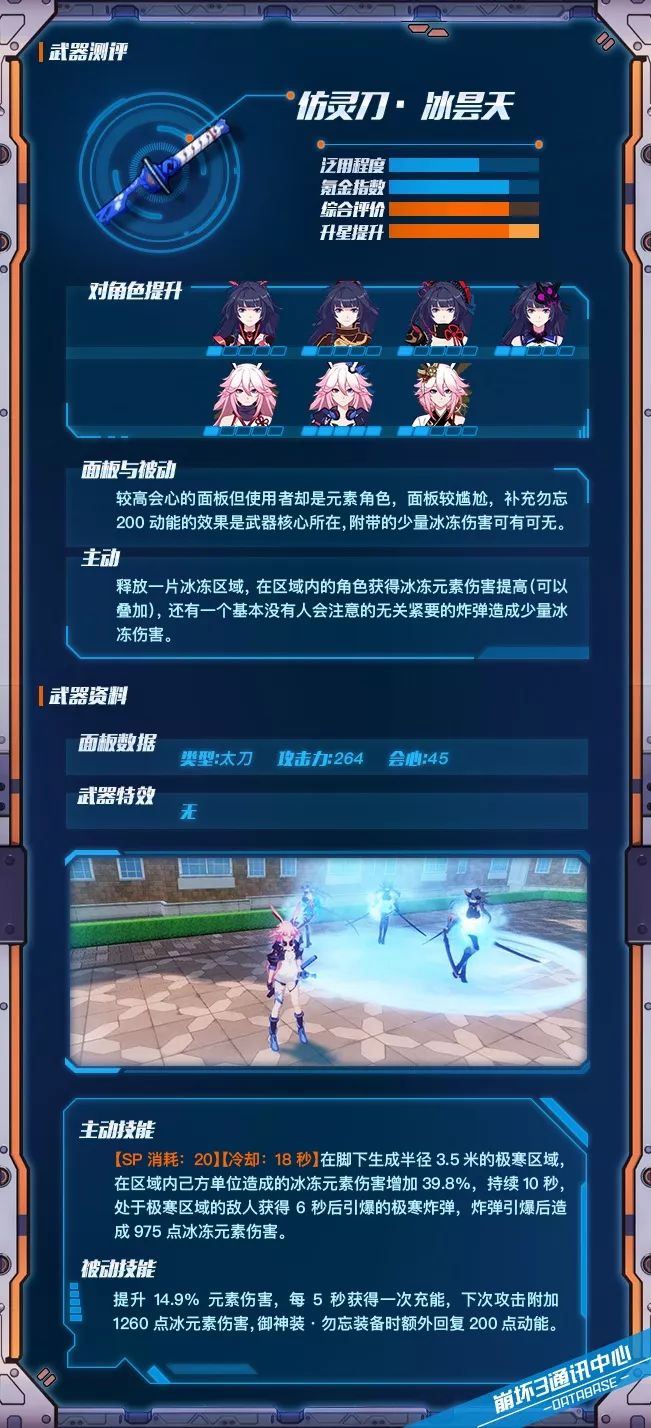 武器测评
仿灵刀·冰昙天
泛用程度
氪金指数
综合评价
升星提升
对角色提升
面板与被动
较高会心的面板但使用者却是元素角色，面板较尴尬，补充勿忘
200 动能的效果是武器核心所在，附带的少量冰冻伤害可有可无。
主动
释放一片冰冻区域，在区域内的角色获得冰冻元素伤害提高（可以
叠加），还有一个基本没有人会注意的无关紧要的炸弹造成少量冰
冻伤害。
武器资料
面板数据
类型:太刀 攻击力:264 会心:45
武器特效
无
主动技能
【SP 消耗：20】【冷却：18 秒】在脚下生成半径 3.5 米的极寒区域，
在区域内己方单位造成的冰冻元素伤害增加 39.8%，持续 10 秒，
处于极寒区域的敌人获得 6 秒后引爆的极寒炸弹，炸弹引爆后造
成 975 点冰冻元素伤害。
被动技能
提升 14.9% 元素伤害，每 5 秒获得一次充能，下次攻击附加
1260 点冰元素伤害，御神装·勿忘装备时额外回复 200 点动能。
崩坏3通讯中心
-DATABASE-